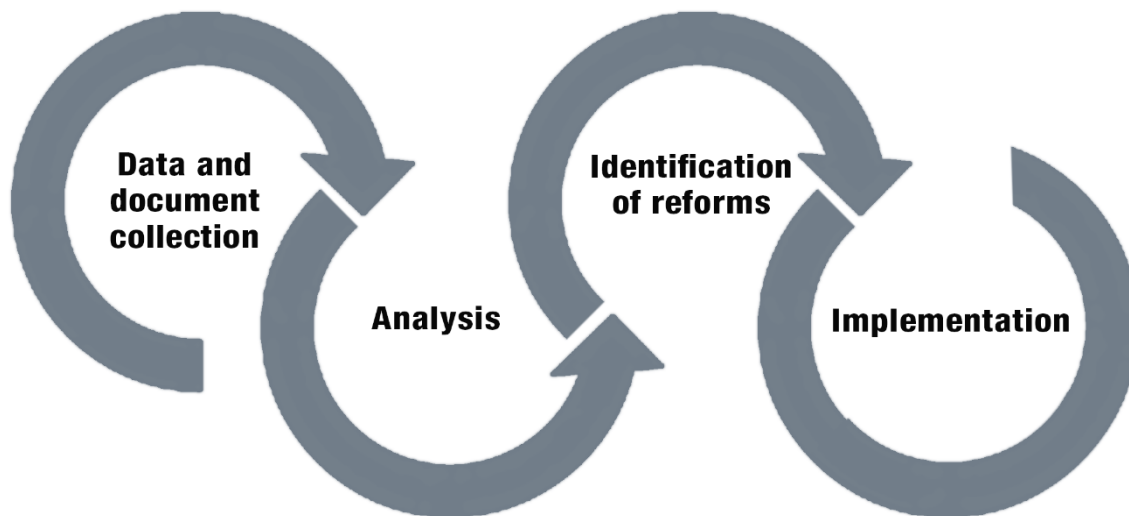 Data and
document
collection
Analysis
Identification
of reforms
Implementation